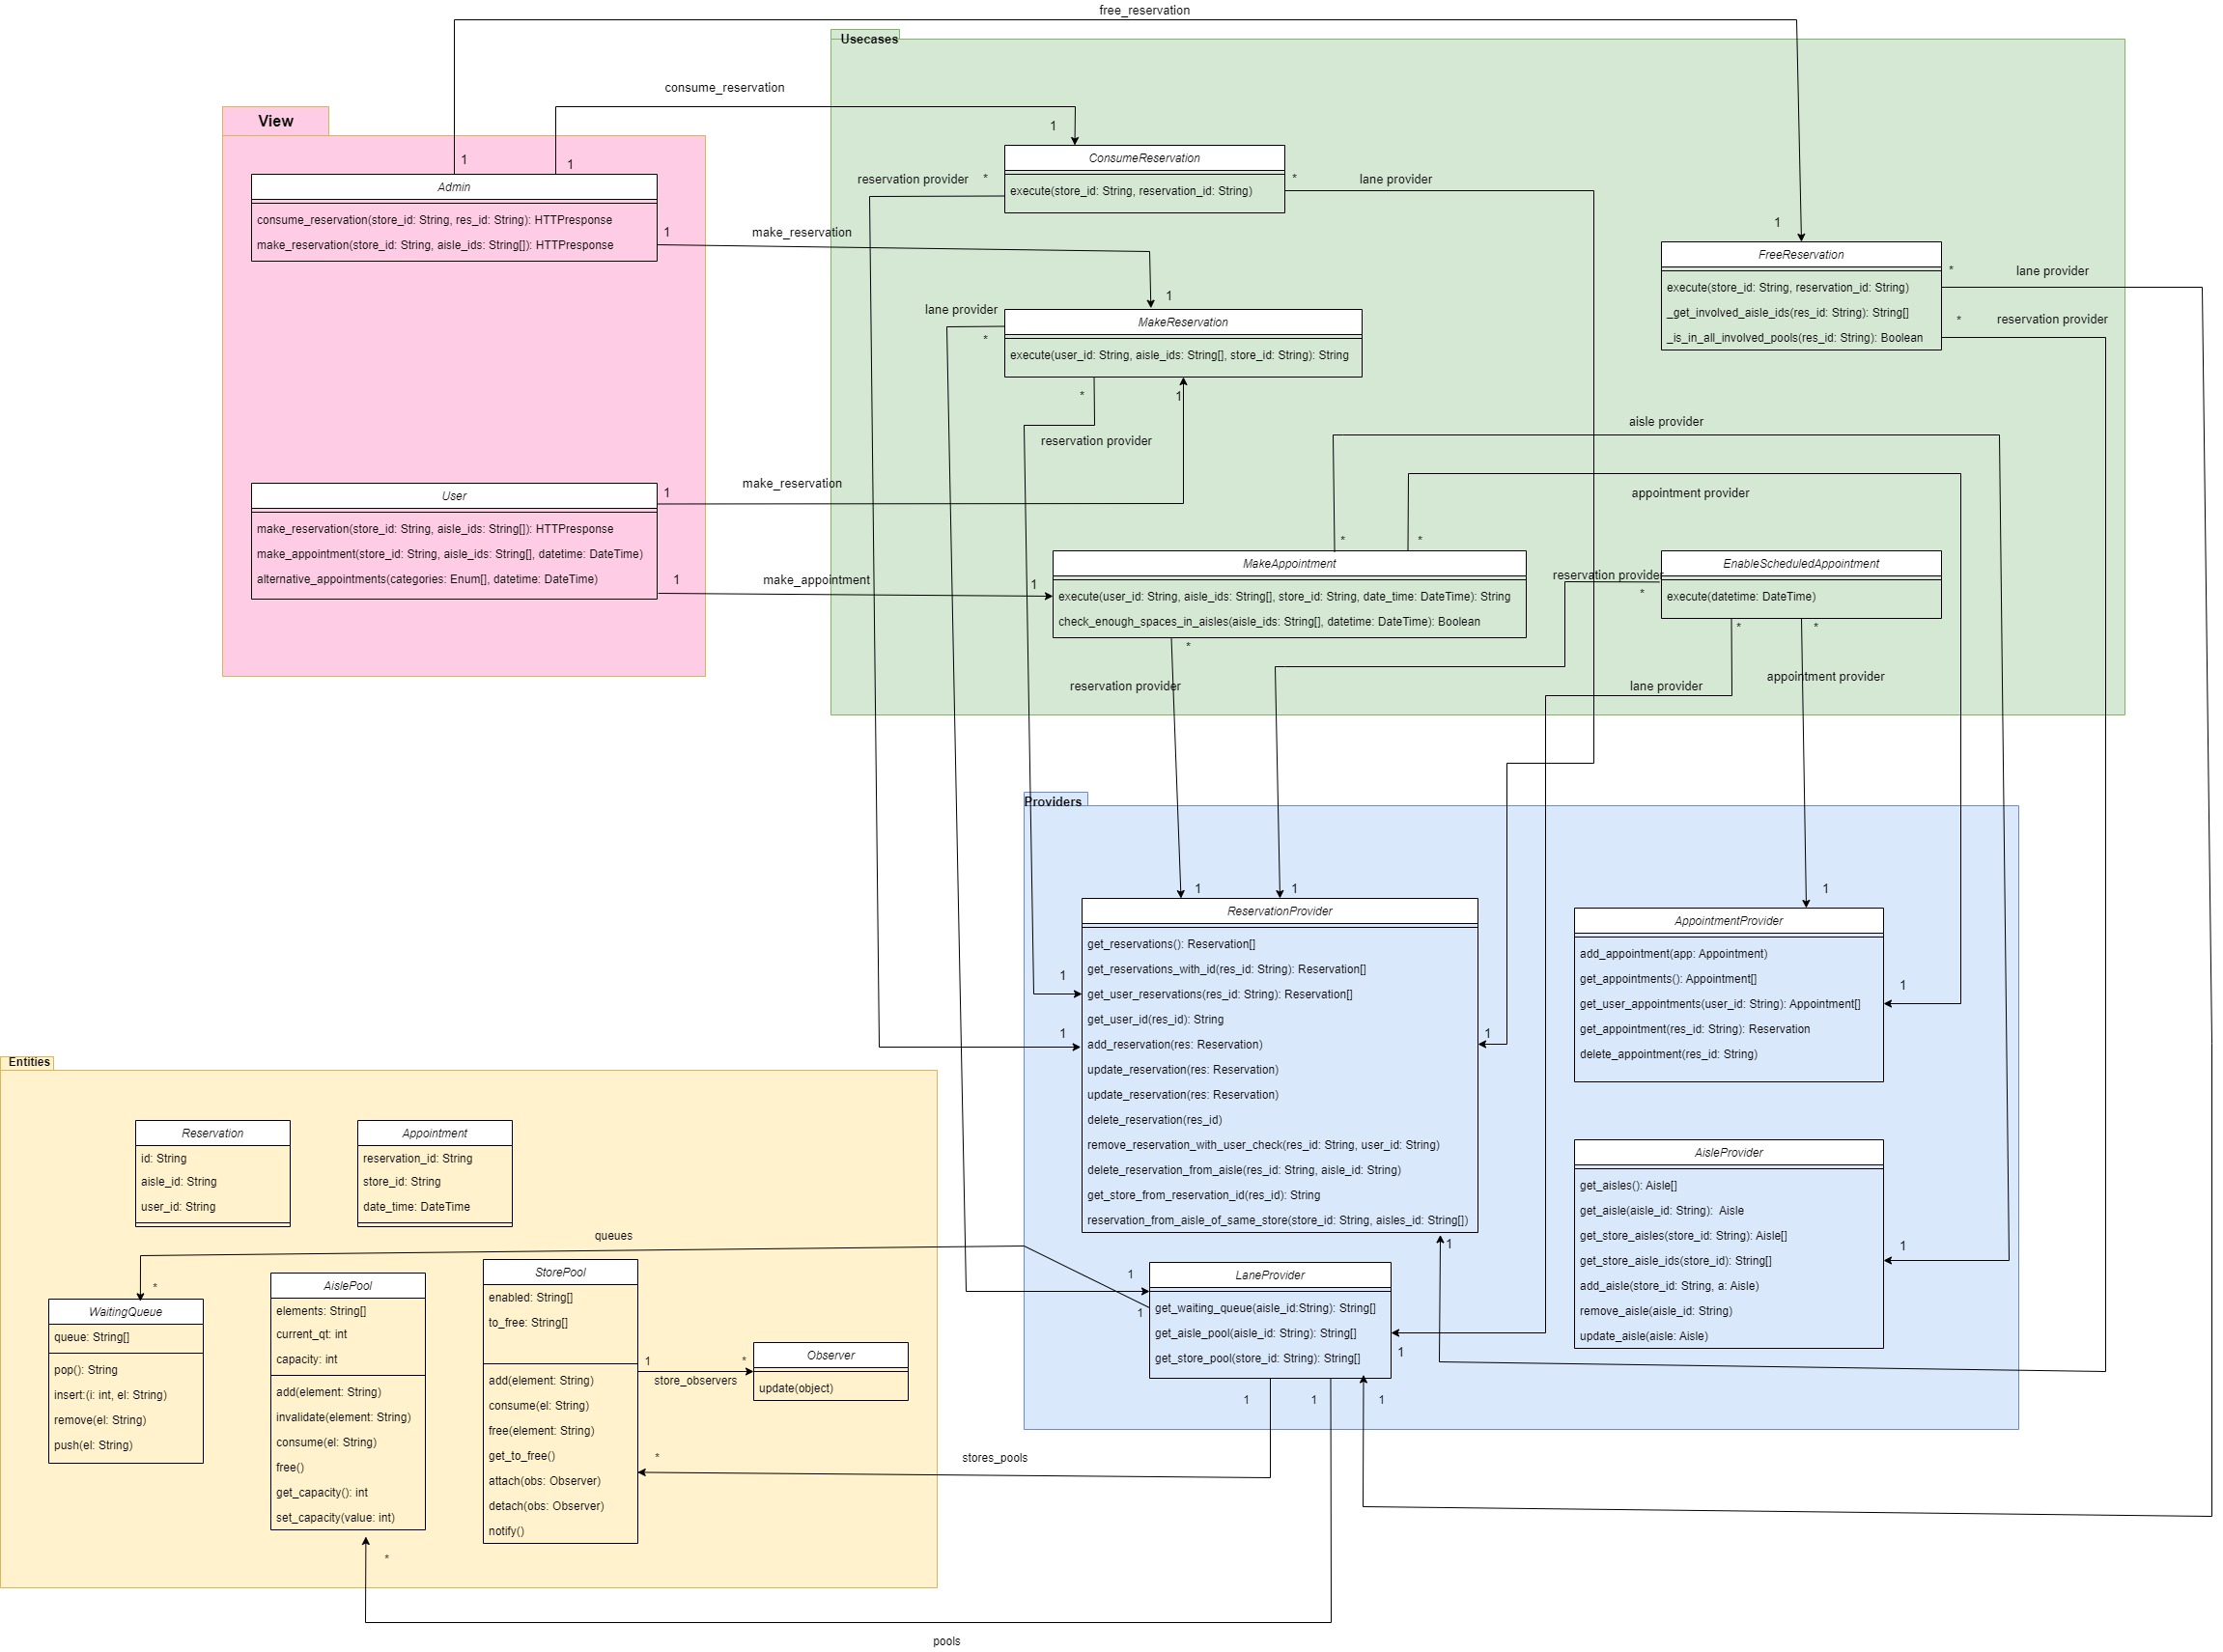 free_reservation
Usecases
consume_reservation
View
1
1
1
Admin
consume_reservation(store_id: String, res_id: String): HTTPresponse
make_reservation(store_id: String, aisle_ids: String[]): HTTPresponse
1
make_reservation
reservation provider
*
ConsumeReservation
execute(store_id: String, reservation_id: String)
*
lane provider
1
FreeReservation
execute(store_id: String, reservation_id: String)
_get_involved_aisle_ids(res_id: String): String[]
_is_in_all_involved_pools(res_id: String): Boolean
*
lane provider
*
reservation provider
1
lane provider
*
MakeReservation
execute(user_id: String, aisle_ids: String[], store_id: String): String
*
1
reservation provider
aisle provider
appointment provider
User
make_reservation(store_id: String, aisle_ids: String[]): HTTPresponse
make_appointment(store_id: String, aisle_ids: String[], datetime: DateTime)
alternative_appointments(categories: Enum[], datetime: DateTime)
1
make_reservation
1
make_appointment
1
*
*
MakeAppointment
execute(user_id: String, aisle_ids: String[], store_id: String, date_time: DateTime): String
check_enough_spaces_in_aisles(aisle_ids: String[], datetime: DateTime): Boolean
*
reservation provider
reservation provider
*
EnableScheduledAppointment
execute(datetime: DateTime)
*
*
lane provider
appointment provider
Providers
1
1
1
ReservationProvider
get_reservations(): Reservation[]
get_reservations_with_id(res_id: String): Reservation[]
get_user_reservations(res_id: String): Reservation[]
get_user_id(res_id): String
add_reservation(res: Reservation)
update_reservation(res: Reservation)
update_reservation(res: Reservation)
delete_reservation(res_id)
remove_reservation_with_user_check(res_id: String, user_id: String)
delete_reservation_from_aisle(res_id: String, aisle_id: String)
get_store_from_reservation_id(res_id): String
reservation_from_aisle_of_same_store(store_id: String, aisles_id: String[])
1
1
1
1
AppointmentProvider
add_appointment(app: Appointment)
get_appointments(): Appointment[]
get_user_appointments(user_id: String): Appointment[]
get_appointment(res_id: String): Reservation
delete_appointment(res_id: String)
1
AisleProvider
get_aisles(): Aisle[]
get_aisle(aisle_id: String):  Aisle
get_store_aisles(store_id: String): Aisle[]
get_store_aisle_ids(store_id): String[]
add_aisle(store_id: String, a: Aisle)
remove_aisle(aisle_id: String)
update_aisle(aisle: Aisle)
1
LaneProvider
get_waiting_queue(aisle_id:String): String[]
get_aisle_pool(aisle_id: String): String[]
get_store_pool(store_id: String): String[]
1
1
1
1
1
1
Entities
Reservation
id: String
aisle_id: String
user_id: String
Appointment
reservation_id: String
store_id: String
date_time: DateTime
queues
*
WaitingQueue
queue: String[]
pop(): String
insert:(i: int, el: String)
remove(el: String)
push(el: String)
AislePool
elements: String[]
current_qt: int
capacity: int
add(element: String)
invalidate(element: String)
consume(el: String)
free()
get_capacity(): int
set_capacity(value: int)
*
StorePool
enabled: String[]
to_free: String[]
add(element: String)
consume(el: String)
free(element: String)
get_to_free()
attach(obs: Observer)
detach(obs: Observer)
notify()
1
*
store_observers
Observer
update(object)
*
stores_pools
pools